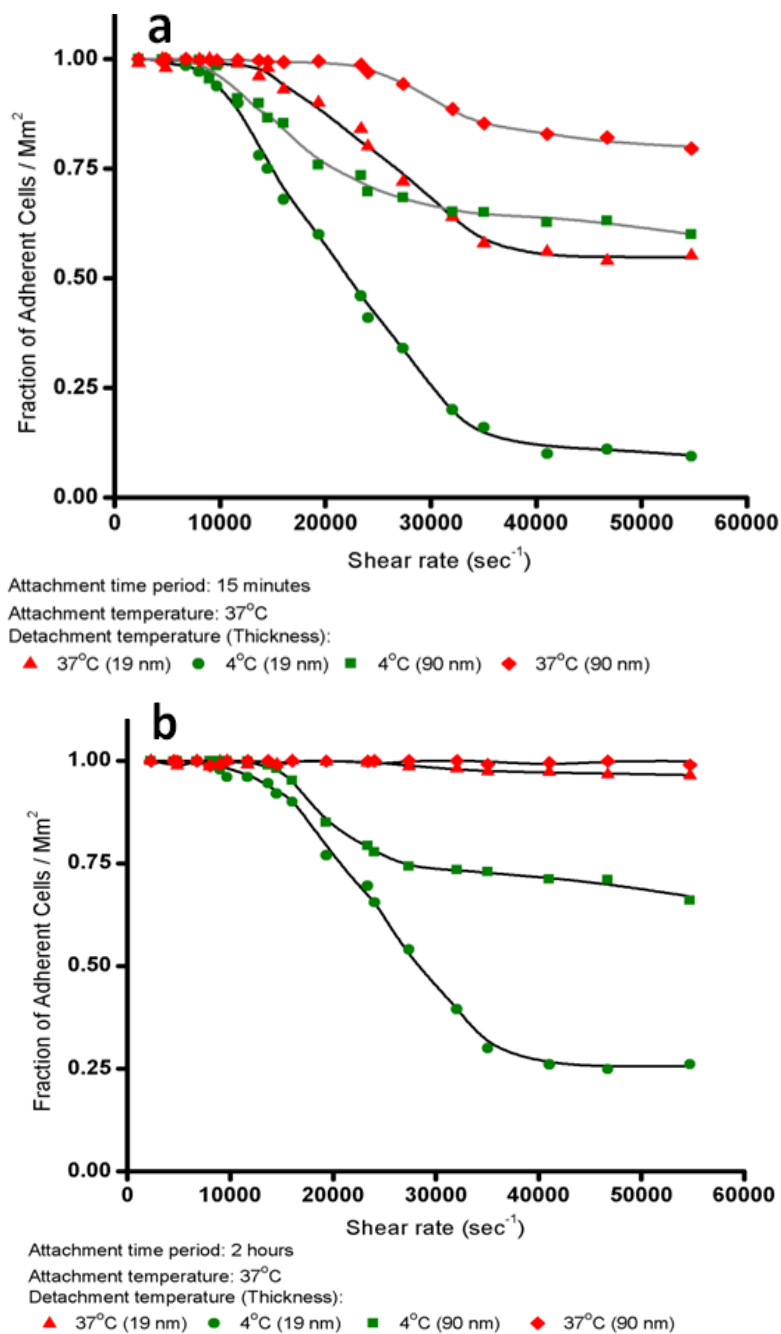 a
Fraction of Adherent Cells / Mm²
1.00
0.75
0.50
0.25
0.00
0 10000 20000 30000 40000 50000 60000
Shear rate (sec⁻¹)
Attachment time period: 15 minutes
Attachment temperature: 37°C
Detachment temperature (Thickness):
37°C (19 nm) 4°C (19 nm) 4°C (90 nm) 37°C (90 nm)
b
Fraction of Adherent Cells / Mm²
1.00
0.75
0.50
0.25
0.00
0 10000 20000 30000 40000 50000 60000
Shear rate (sec⁻¹)
Attachment time period: 2 hours
Attachment temperature: 37°C
Detachment temperature (Thickness):
37°C (19 nm) 4°C (19 nm) 4°C (90 nm) 37°C (90 nm)